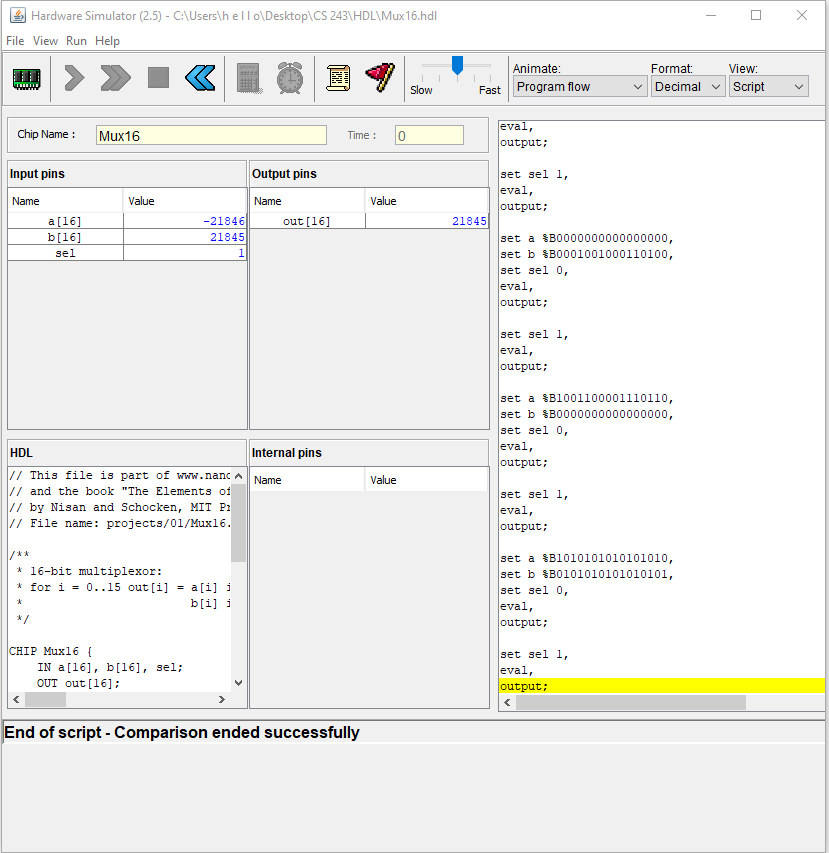 Hardware Simulator (2.5) - C:\Users\h e l l o\Desktop\CS 243\HDL\Mux16.hdl
File View Run Help
Slow Fast
Animate: Format: View:
Program flow Decimal Script
Chip Name : Mux16 Time : 0
Input pins
Name Value
a[16] -21846
b[16] 21845
sel 1
Output pins
Name Value
out[16] 21845
HDL
// This file is part of www.nand
// and the book "The Elements of
// by Nisan and Schocken, MIT Pr
// File name: projects/01/Mux16.
/**
* 16-bit multiplexor:
* for i = 0..15 out[i] = a[i] i
* b[i] i
*/
CHIP Mux16 {
IN a[16], b[16], sel;
OUT out[16];
Internal pins
Name Value
eval,
output;
set sel 1,
eval,
output;
set a %B0000000000000000,
set b %B0001001000110100,
set sel 0,
eval,
output;
set sel 1,
eval,
output;
set a %B1001100001110110,
set b %B0000000000000000,
set sel 0,
eval,
output;
set sel 1,
eval,
output;
set a %B1010101010101010,
set b %B0101010101010101,
set sel 0,
eval,
output;
set sel 1,
eval,
output;
End of script - Comparison ended successfully